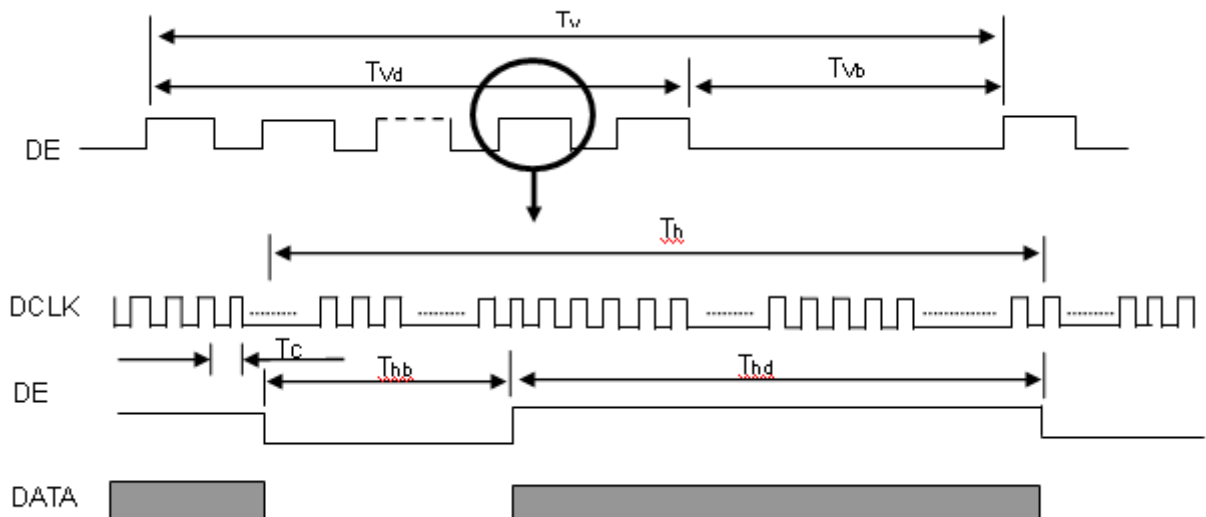 Tv
Tvd
Tvb
DE
Th
DCLK
Tc
Thb
Thd
DE
DATA